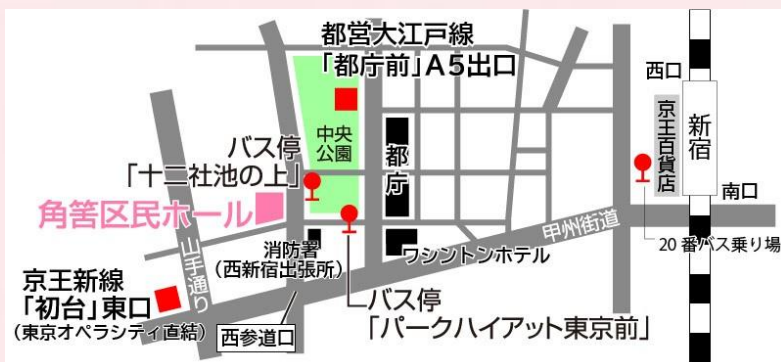 都営大江戸線
「都庁前」A5出口
西口
京王百貨店
新宿
中央
公園
都庁
バス停
「十二社池の上」
角筈区民ホール
南口
甲州街道
20番バス乗り場
山手通り
消防署
(西新宿出張所)
ワシントンホテル
京王新線
「初台」東口
(東京オペラシティ直結)
西参道口
バス停
「パークハイアット東京前」